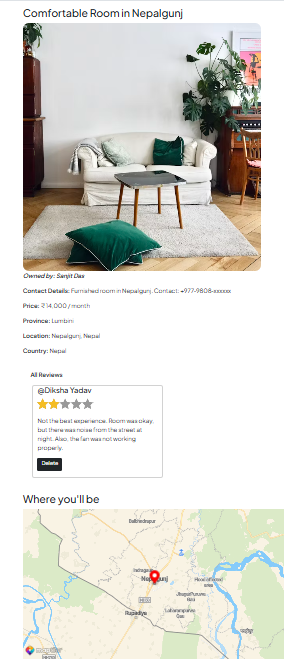 Comfortable Room in Nepalgunj
Owned by: Sanjit Das
Contact Details: Furnished room in Nepalgunj, Contact: +977-9808-xxxxxx
Price: ₹ 14,000 / month
Province: Lumbini
Location: Nepalgunj, Nepal
Country: Nepal
All Reviews
@Diksha Yadav
Not the best experience. Room was okay,
but there was noise from the street at
night. Also, the fan was not working
properly.
Delete
Where you'll be
Nepalgunj
Jaispur